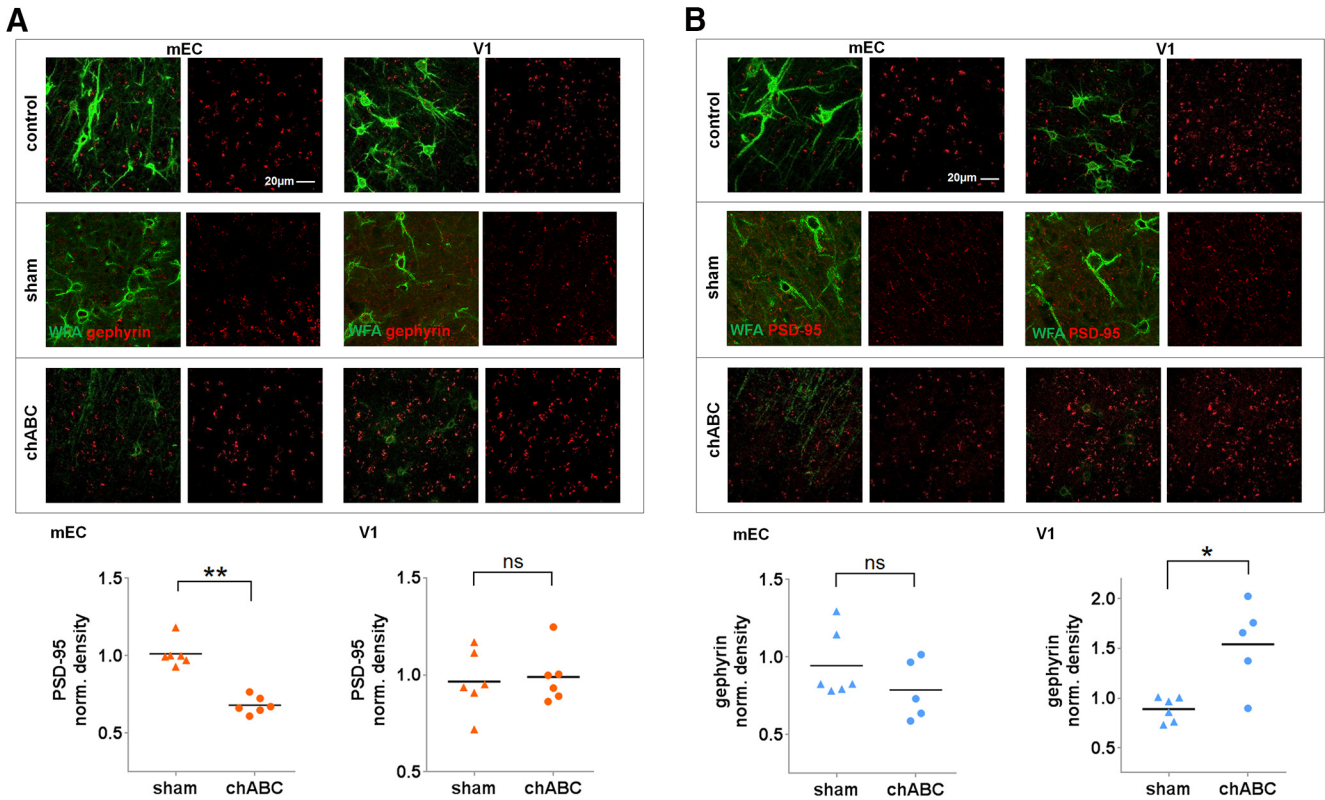 A
mEC V1
control
20μm
sham
WFA gephyrin WFA gephyrin
chABC
mEC V1
PSD-95
norm. density
1.5
1.0
0.5
**
sham chABC
PSD-95
norm. density
1.5
1.0
0.5
ns
sham chABC
B
mEC V1
control
20μm
sham
WFA PSD-95 WFA PSD-95
chABC
mEC V1
gephyrin
norm. density
1.5
1.0
0.5
ns
sham chABC
gephyrin
norm. density
2.0
1.5
1.0
0.5
*
sham chABC